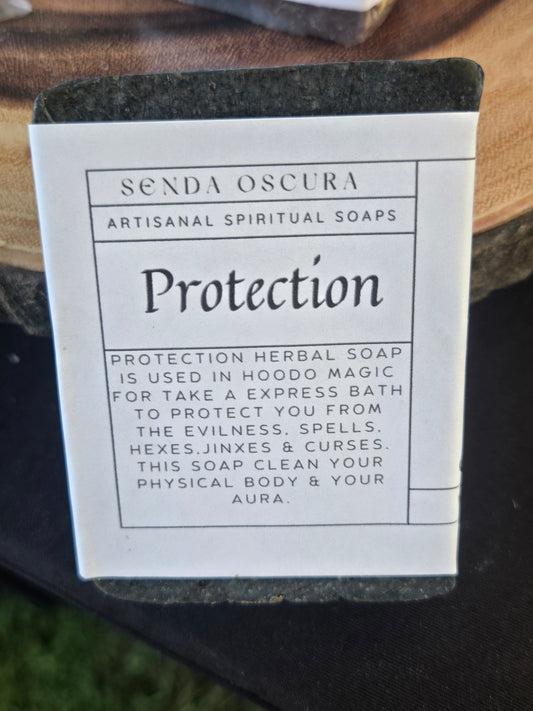 SENDA OSCURA
ARTISANAL SPIRITUAL SOAPS
Protection
PROTECTION HERBAL SOAP
IS USED IN HOODO MAGIC
FOR TAKE A EXPRESS BATH
TO PROTECT YOU FROM
THE EVILNESS, SPELLS,
HEXES,JINXES & CURSES.
THIS SOAP CLEAN YOUR
PHYSICAL BODY & YOUR
AURA.